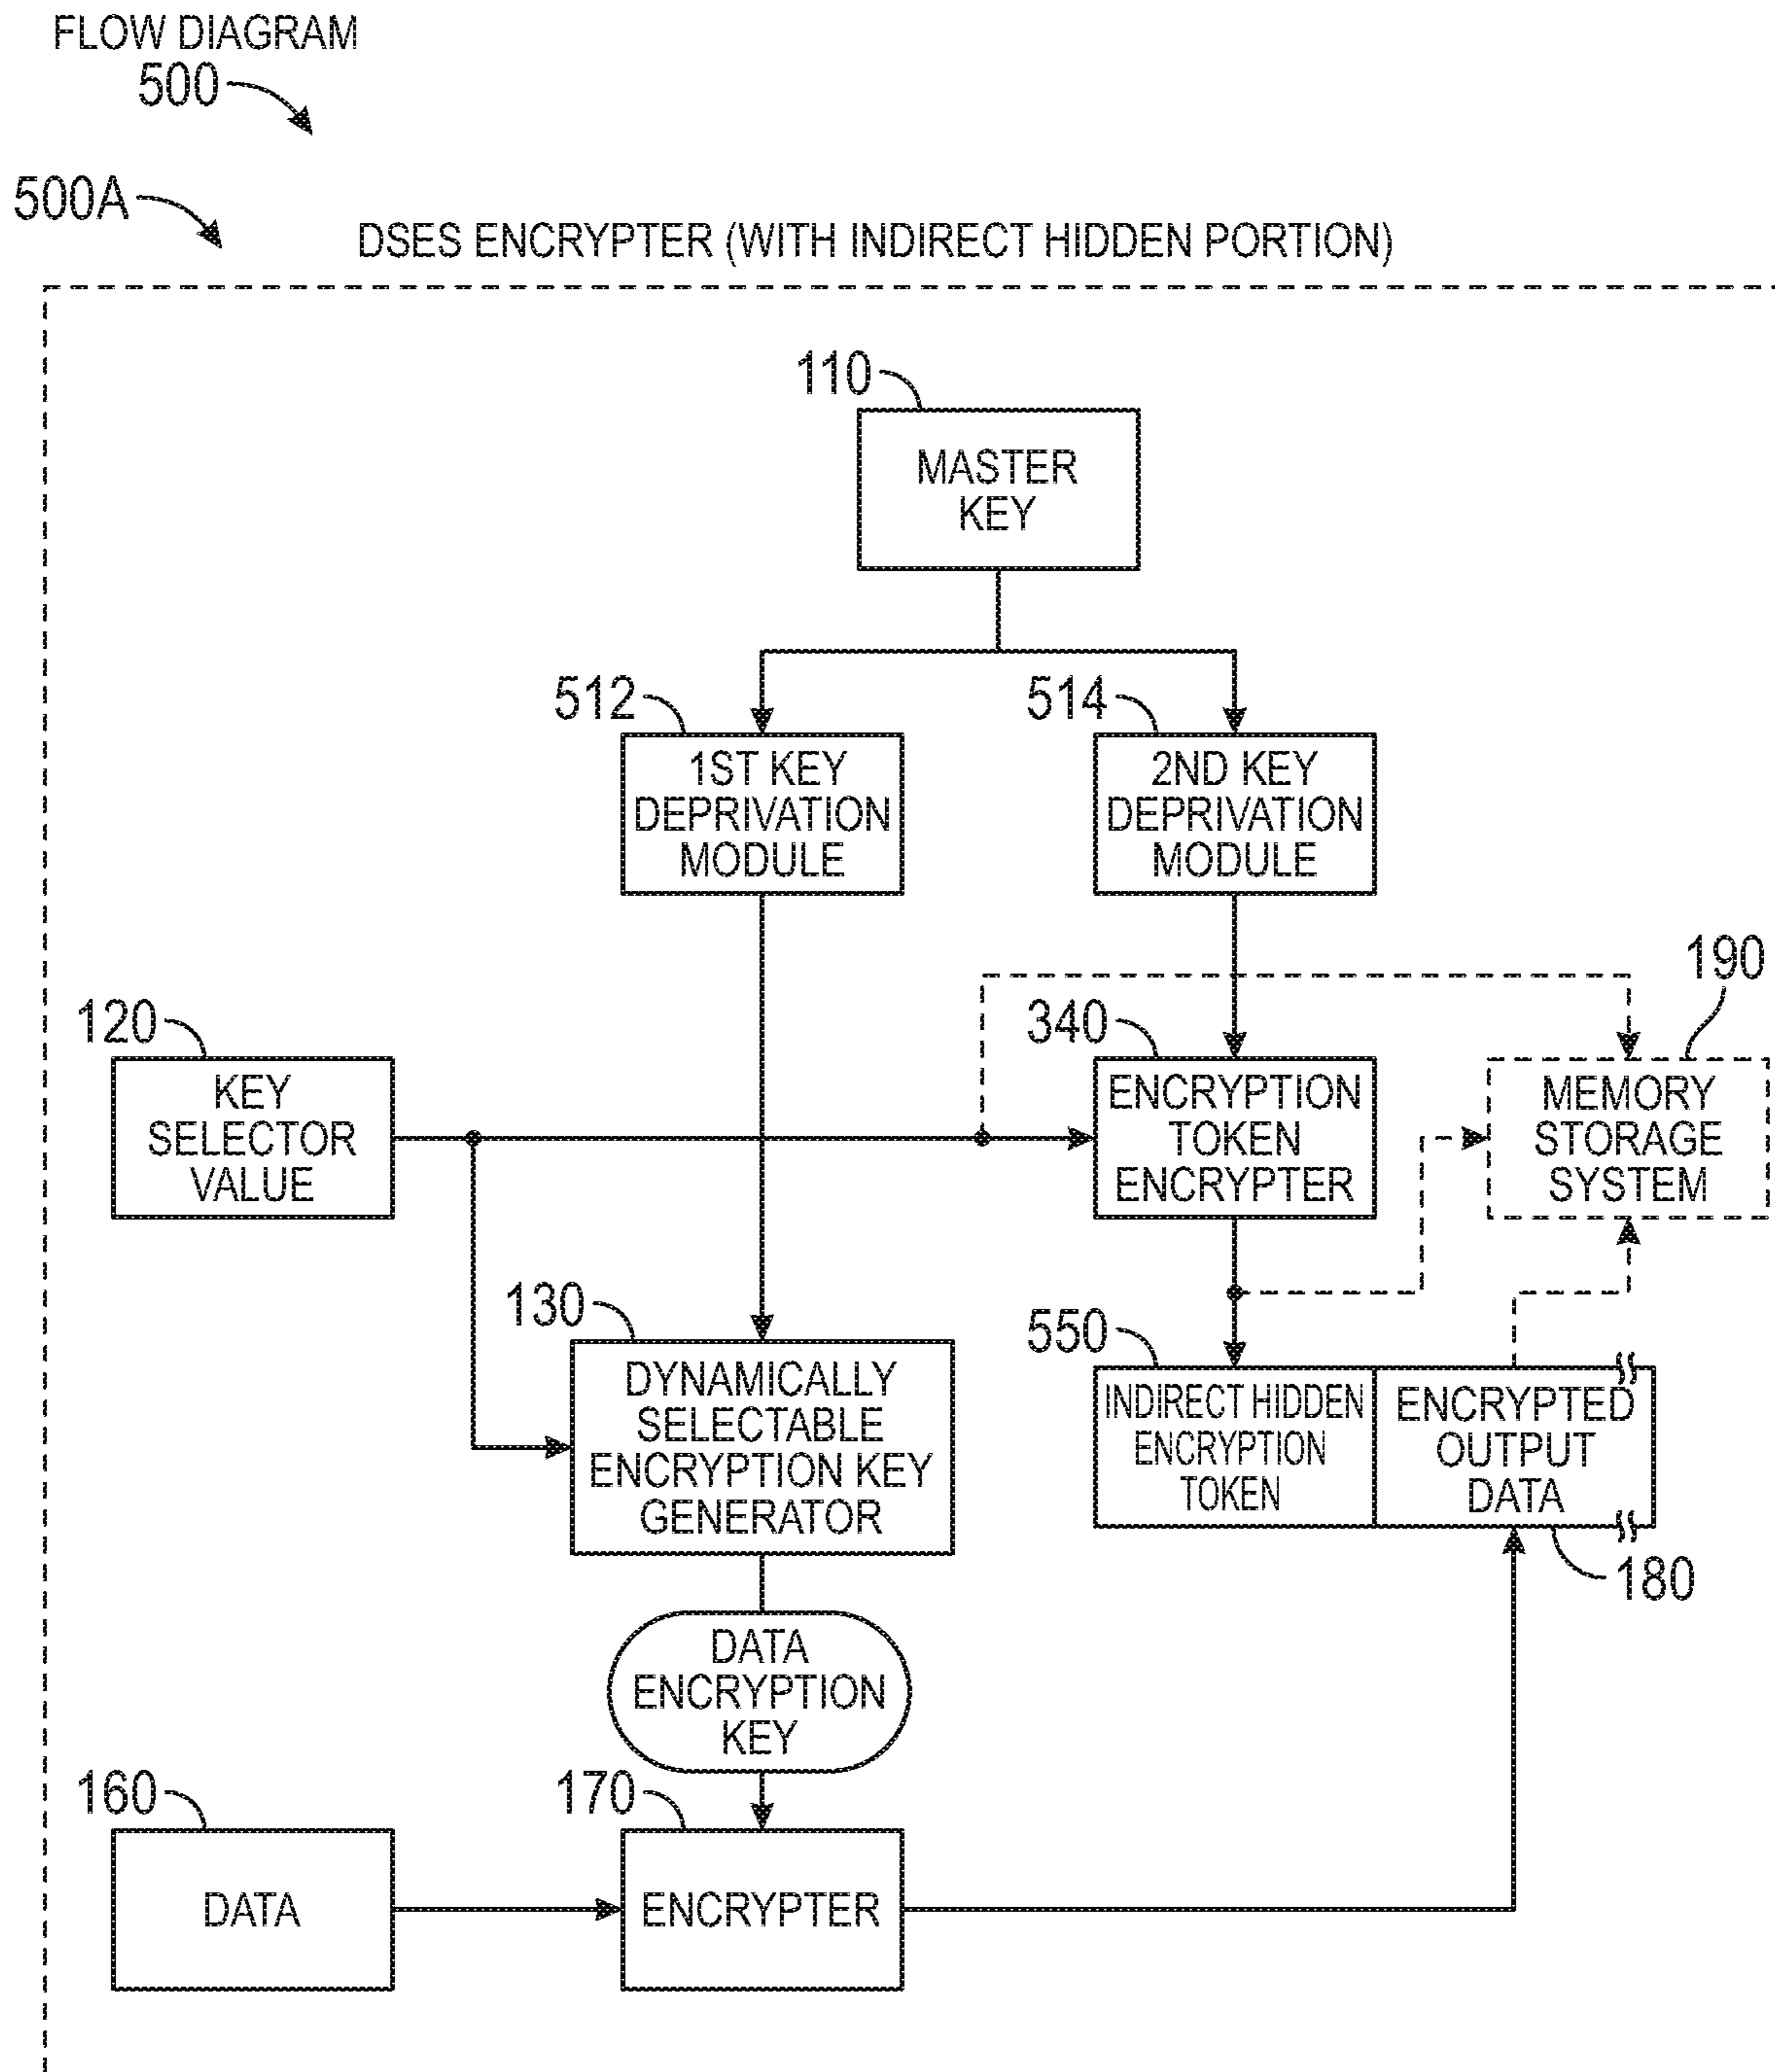 FLOW DIAGRAM
500
500A
DSES ENCRYPTER (WITH INDIRECT HIDDEN PORTION)
110
MASTER
KEY
512
1ST KEY
DEPRIVATION
MODULE
514
2ND KEY
DEPRIVATION
MODULE
120
KEY
SELECTOR
VALUE
340
ENCRYPTION
TOKEN
ENCRYPTER
190
MEMORY
STORAGE
SYSTEM
130
DYNAMICALLY
SELECTABLE
ENCRYPTION KEY
GENERATOR
550
INDIRECT HIDDEN
ENCRYPTION
TOKEN
ENCRYPTED
OUTPUT
DATA
180
DATA
ENCRYPTION
KEY
160
DATA
170
ENCRYPTER